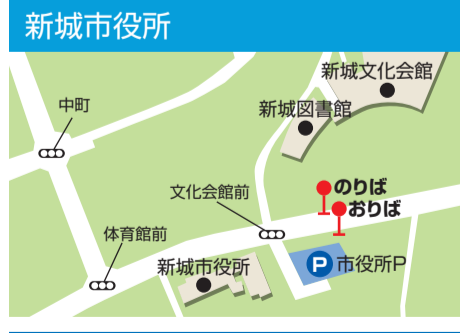 新城市役所
新城文化会館
中町
新城図書館
のりば
文化会館前
おりば
体育館前
新城市役所
P 市役所P